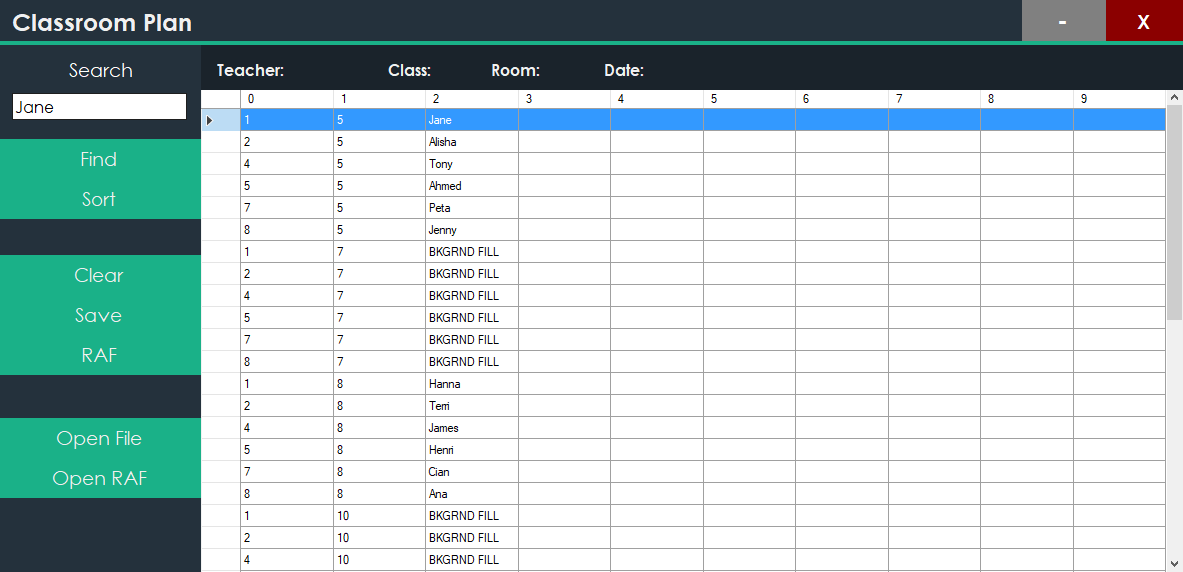 Classroom Plan - X
Search Teacher: Class: Room: Date:
Jane
Find
Sort
Clear
Save
RAF
Open File
Open RAF
0 1 2 3 4 5 6 7 8 9
1 5 Jane
2 5 Alisha
4 5 Tony
5 5 Ahmed
7 5 Peta
8 5 Jenny
1 7 BKGRND FILL
2 7 BKGRND FILL
4 7 BKGRND FILL
5 7 BKGRND FILL
7 7 BKGRND FILL
8 7 BKGRND FILL
1 8 Hanna
2 8 Terri
4 8 James
5 8 Henri
7 8 Cian
8 8 Ana
1 10 BKGRND FILL
2 10 BKGRND FILL
4 10 BKGRND FILL